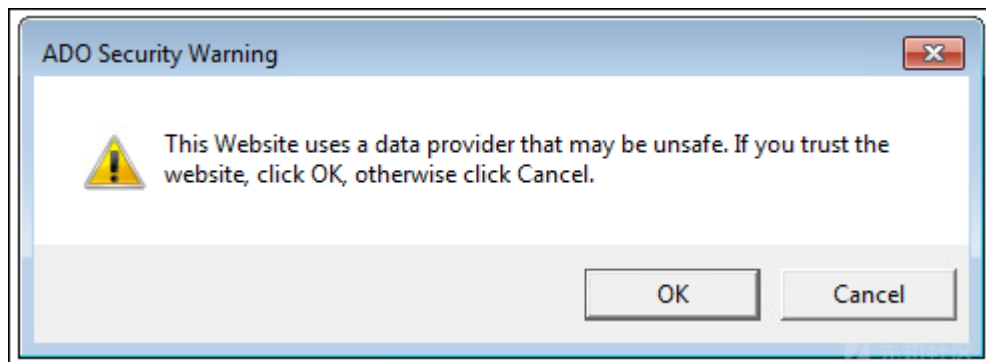 ADO Security Warning
This Website uses a data provider that may be unsafe. If you trust the
website, click OK, otherwise click Cancel.
OK
Cancel